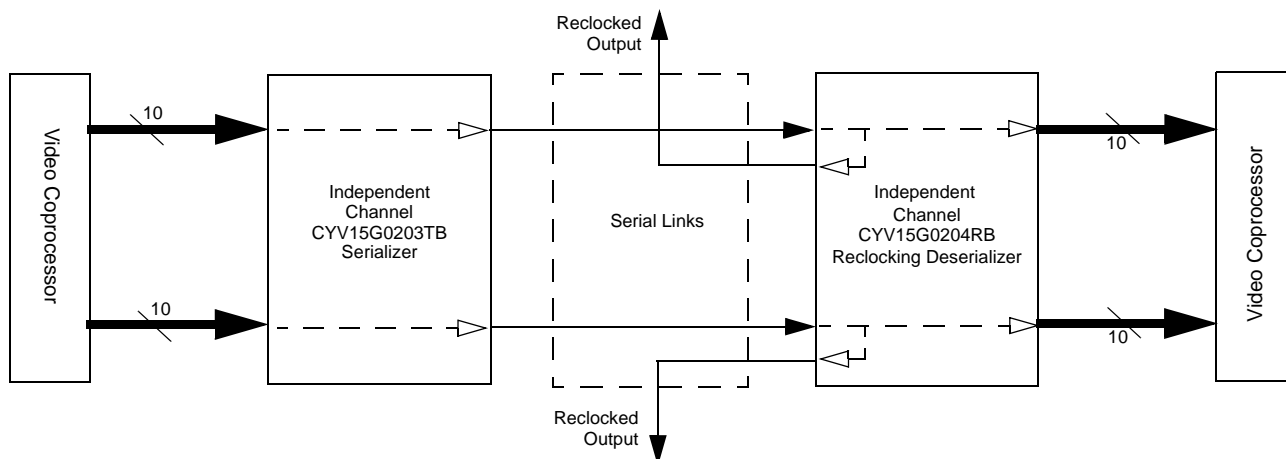 Reclocked
Output
10
10
Video Coprocessor
Independent
Channel
CYV15G0203TB
Serializer
Serial Links
Independent
Channel
CYV15G0204RB
Reclocking Deserializer
Video Coprocessor
10
10
Reclocked
Output